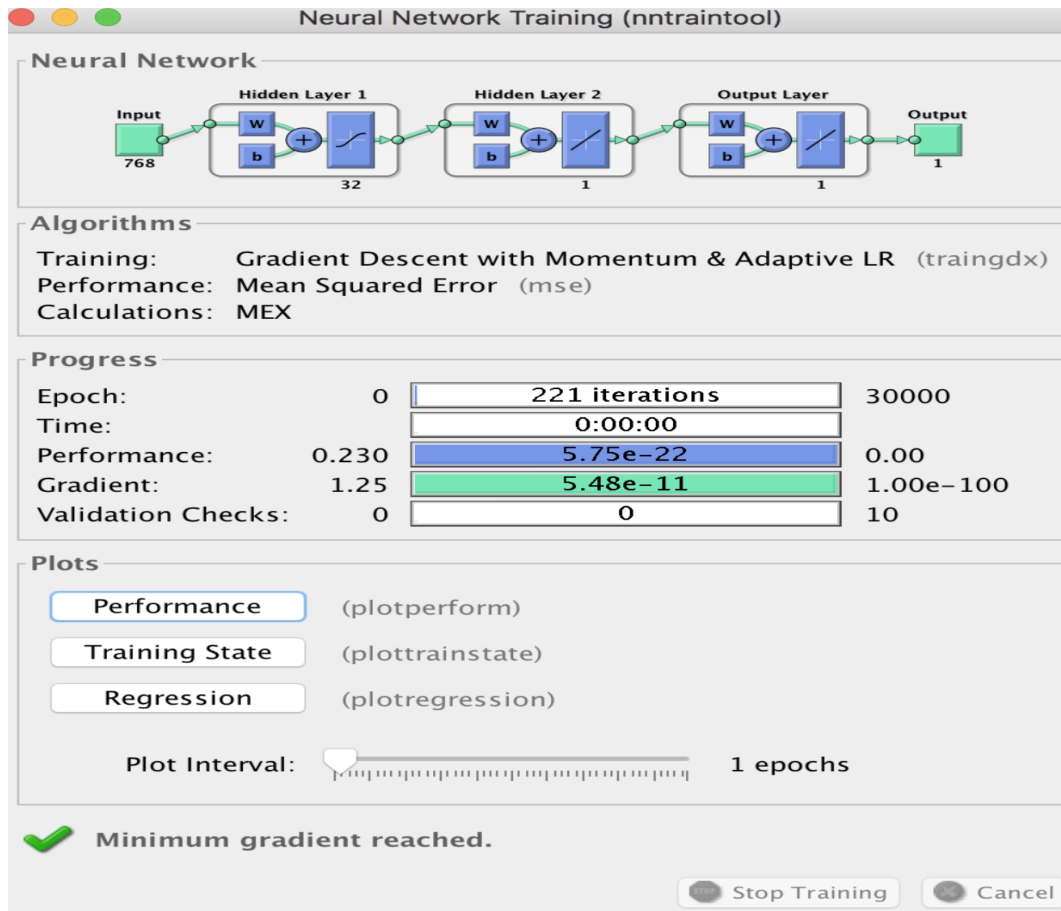 Neural Network Training (nntraintool)
Neural Network
Hidden Layer 1 Hidden Layer 2 Output Layer
Input Output
W W W
b b b
768 1
32 1 1
Algorithms
Training: Gradient Descent with Momentum & Adaptive LR (traingdx)
Performance: Mean Squared Error (mse)
Calculations: MEX
Progress
Epoch: 0 221 iterations 30000
Time: 0:00:00
Performance: 0.230 5.75e-22 0.00
Gradient: 1.25 5.48e-11 1.00e-100
Validation Checks: 0 0 10
Plots
Performance (plotperform)
Training State (plottrainstate)
Regression (plotregression)
Plot Interval: 1 epochs
Minimum gradient reached.
STOP Stop Training Cancel